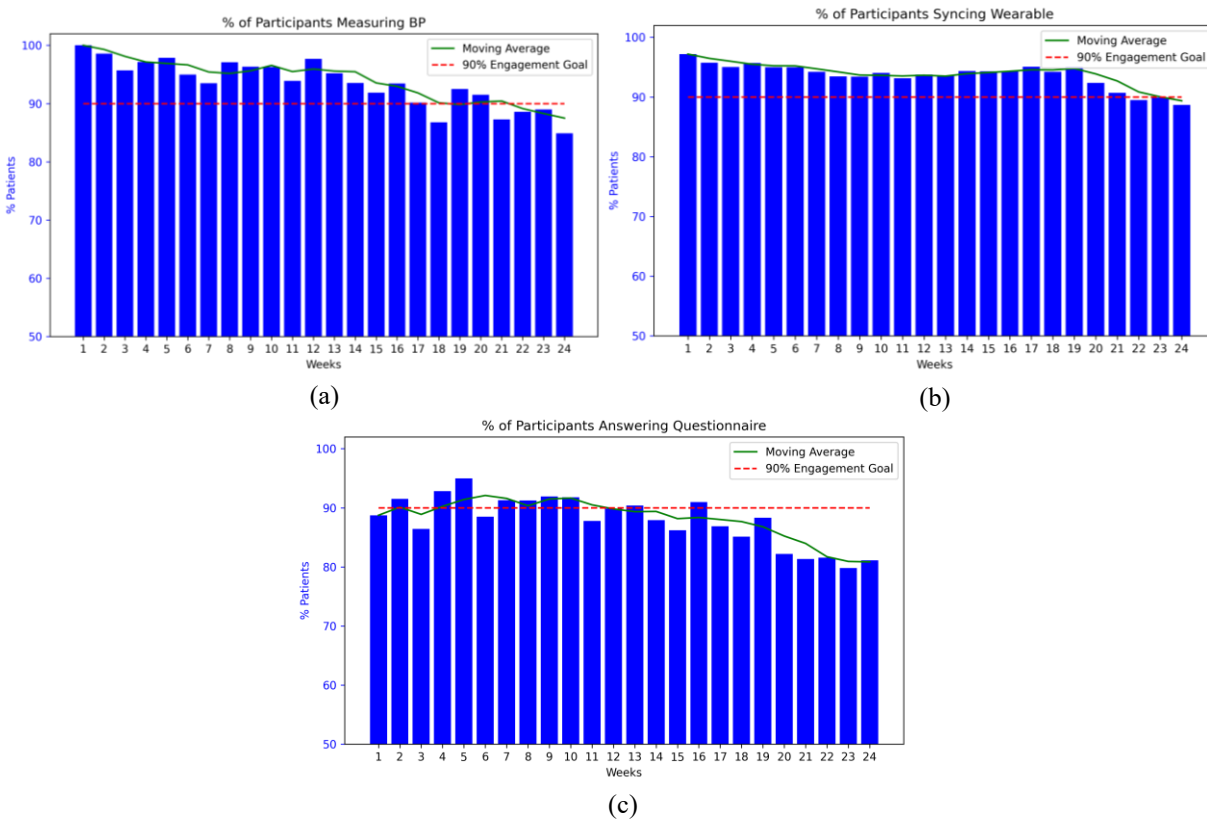 % of Participants Measuring BP
Moving Average
90% Engagement Goal
100
90
80
70
60
50
% Patients
1 2 3 4 5 6 7 8 9 10 11 12 13 14 15 16 17 18 19 20 21 22 23 24
Weeks
(a)
% of Participants Syncing Wearable
Moving Average
90% Engagement Goal
100
90
80
70
60
50
% Patients
1 2 3 4 5 6 7 8 9 10 11 12 13 14 15 16 17 18 19 20 21 22 23 24
Weeks
(b)
% of Participants Answering Questionnaire
Moving Average
90% Engagement Goal
100
90
80
70
60
50
% Patients
1 2 3 4 5 6 7 8 9 10 11 12 13 14 15 16 17 18 19 20 21 22 23 24
Weeks
(c)